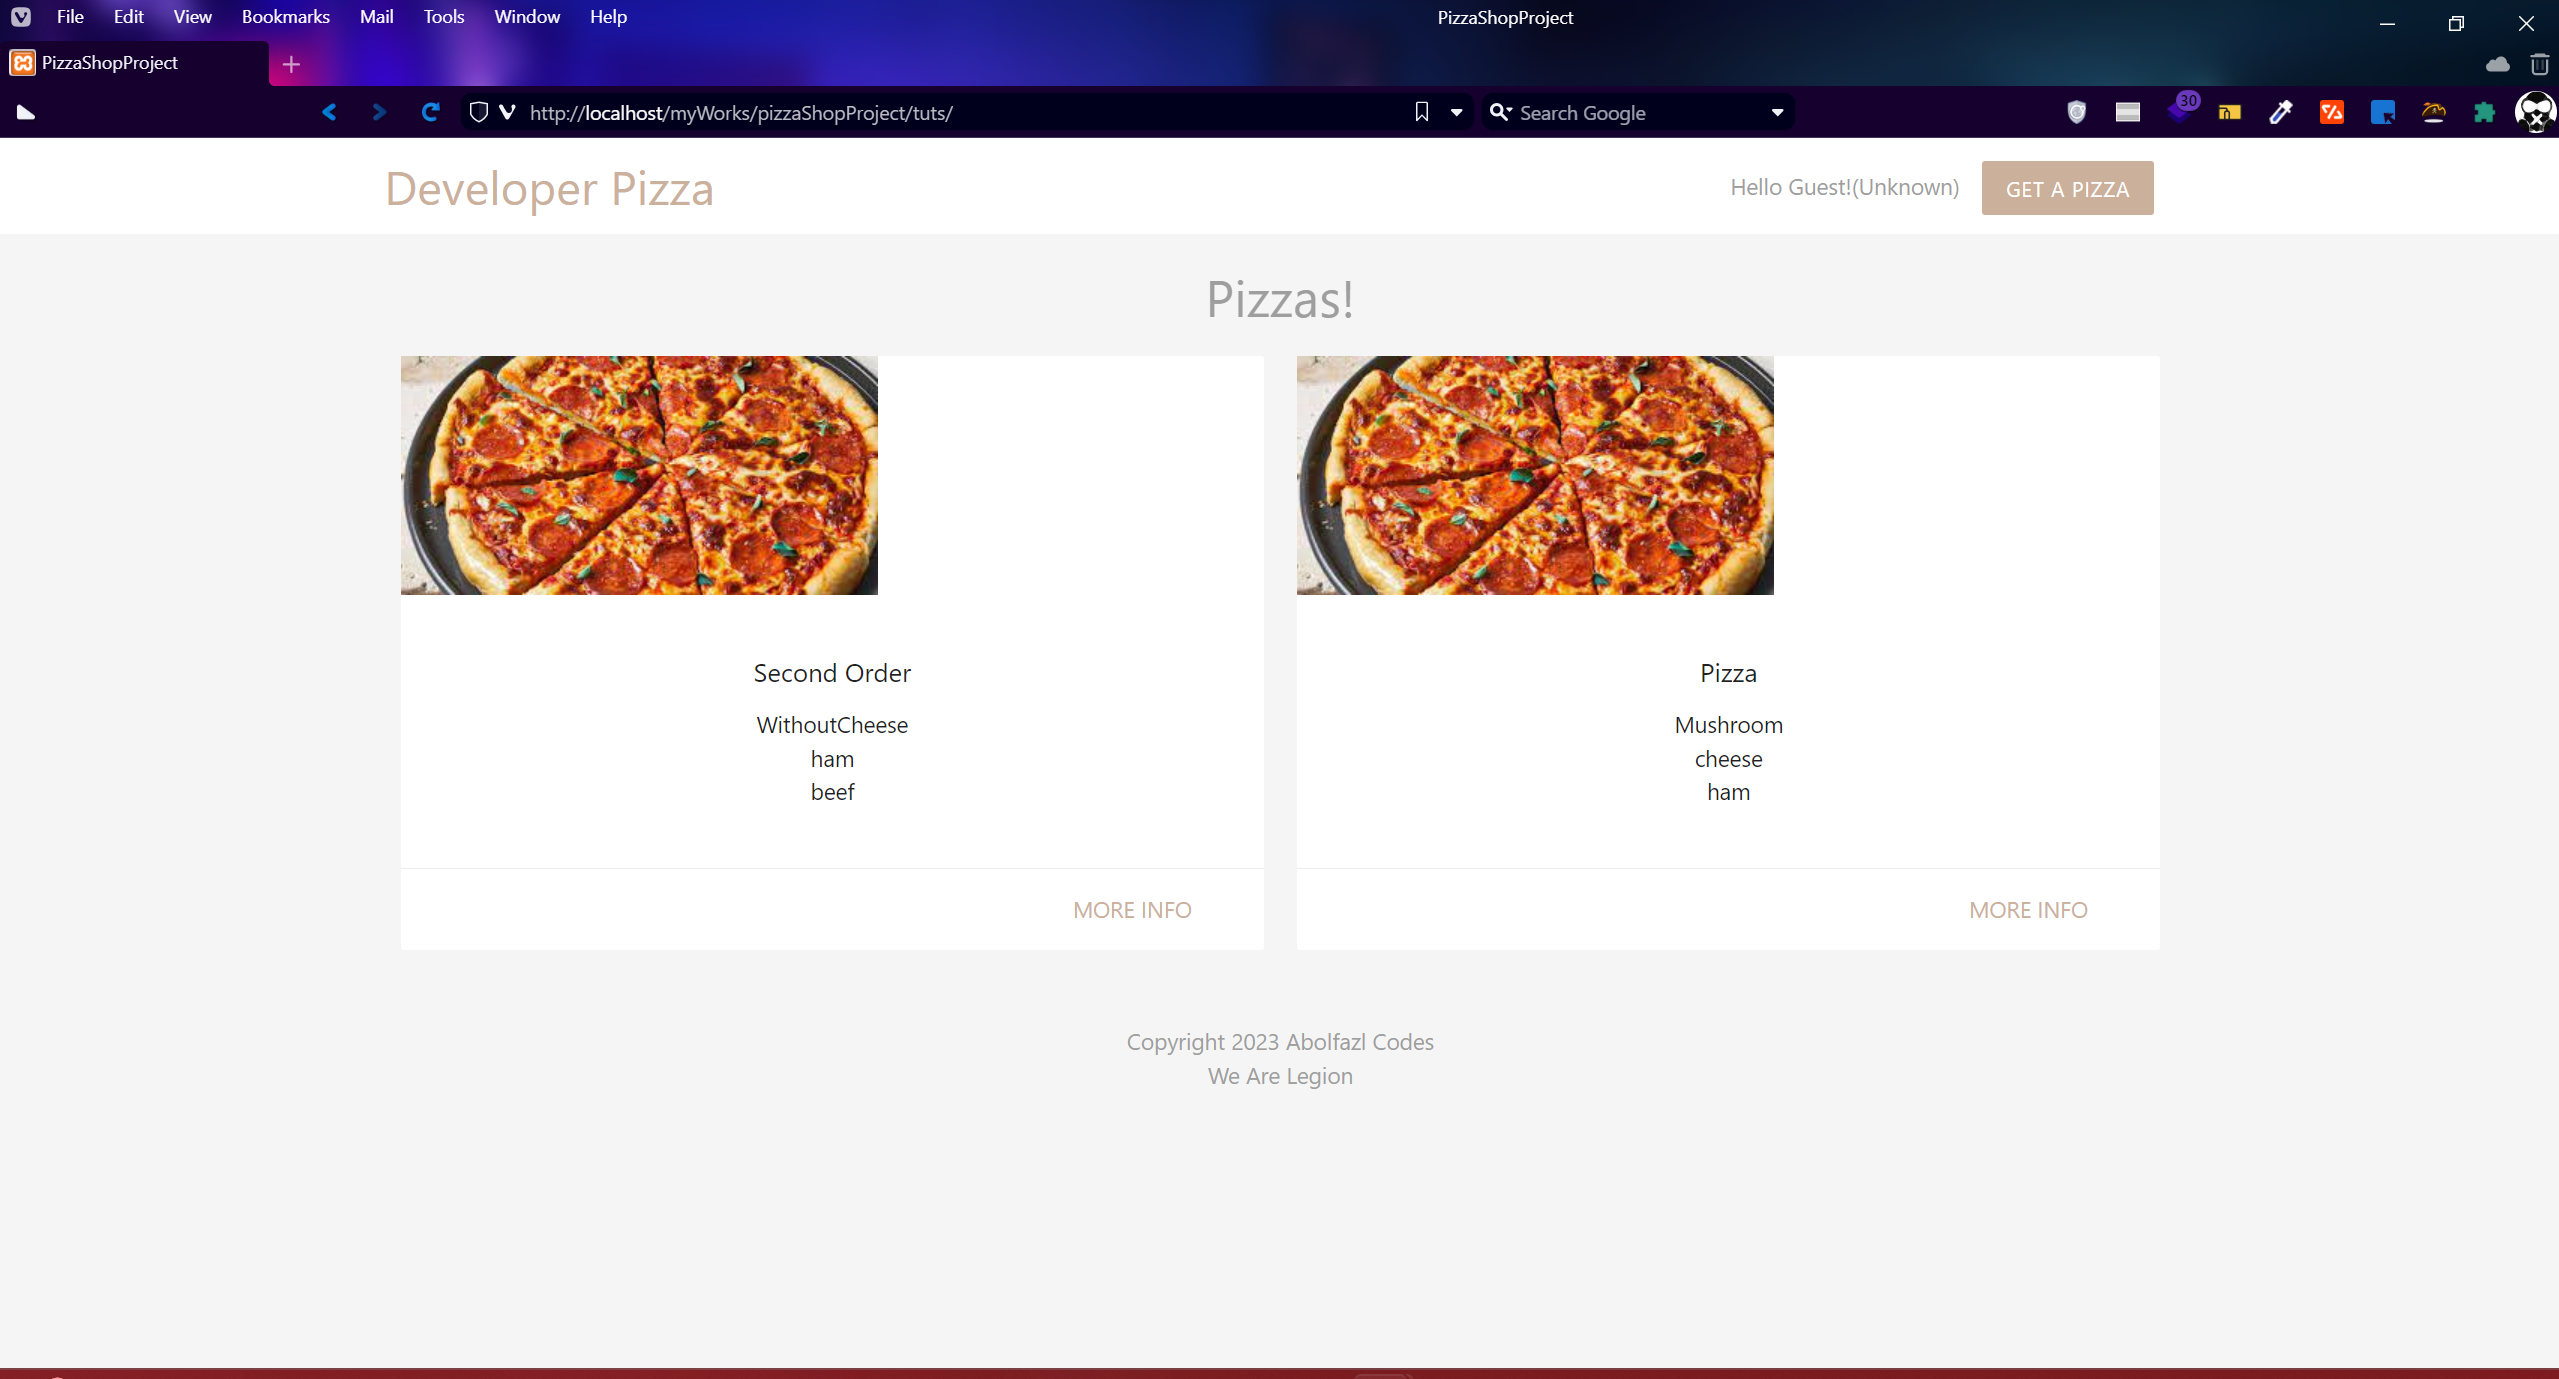 File Edit View Bookmarks Mail Tools Window Help
PizzaShopProject
PizzaShopProject
http://localhost/myWorks/pizzaShopProject/tuts/
Search Google
30
Developer Pizza
Hello Guest!(Unknown)
GET A PIZZA
Pizzas!
Second Order
WithoutCheese
ham
beef
MORE INFO
Pizza
Mushroom
cheese
ham
MORE INFO
Copyright 2023 Abolfazl Codes
We Are Legion